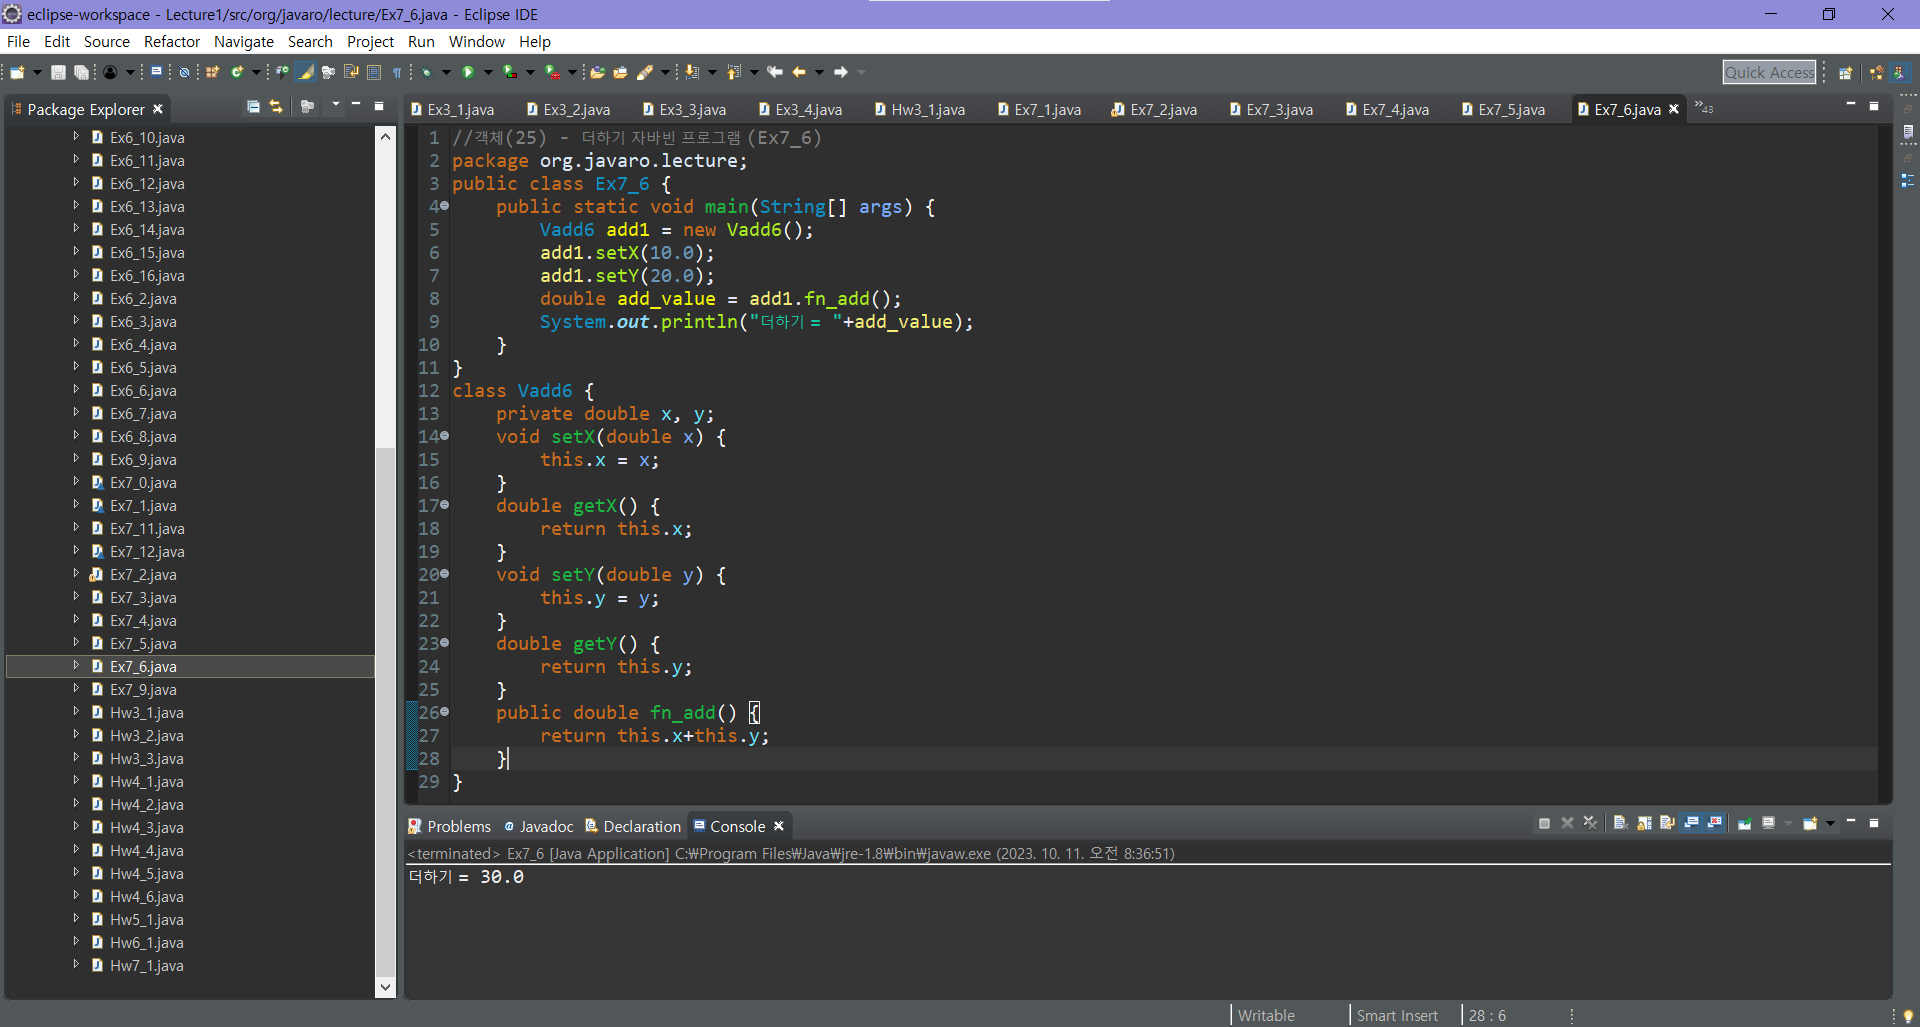 eclipse-workspace - Lecture1/src/org/javaro/lecture/Ex7_6.java - Eclipse IDE
File Edit Source Refactor Navigate Search Project Run Window Help
Quick Access
Package Explorer
Ex3_1.java Ex3_2.java Ex3_3.java Ex3_4.java Hw3_1.java Ex7_1.java Ex7_2.java Ex7_3.java Ex7_4.java Ex7_5.java Ex7_6.java »43
Ex6_10.java
Ex6_11.java
Ex6_12.java
Ex6_13.java
Ex6_14.java
Ex6_15.java
Ex6_16.java
Ex6_2.java
Ex6_3.java
Ex6_4.java
Ex6_5.java
Ex6_6.java
Ex6_7.java
Ex6_8.java
Ex6_9.java
Ex7_0.java
Ex7_1.java
Ex7_11.java
Ex7_12.java
Ex7_2.java
Ex7_3.java
Ex7_4.java
Ex7_5.java
Ex7_6.java
Ex7_9.java
Hw3_1.java
Hw3_2.java
Hw3_3.java
Hw4_1.java
Hw4_2.java
Hw4_3.java
Hw4_4.java
Hw4_5.java
Hw4_6.java
Hw5_1.java
Hw6_1.java
Hw7_1.java
1 //객체(25) - 더하기 자바빈 프로그램 (Ex7_6)
2 package org.javaro.lecture;
3 public class Ex7_6 {
4     public static void main(String[] args) {
5         Vadd6 add1 = new Vadd6();
6         add1.setX(10.0);
7         add1.setY(20.0);
8         double add_value = add1.fn_add();
9         System.out.println("더하기 = "+add_value);
10     }
11 }
12 class Vadd6 {
13     private double x, y;
14     void setX(double x) {
15         this.x = x;
16     }
17     double getX() {
18         return this.x;
19     }
20     void setY(double y) {
21         this.y = y;
22     }
23     double getY() {
24         return this.y;
25     }
26     public double fn_add() {
27         return this.x+this.y;
28     }
29 }
Problems Javadoc Declaration Console
<terminated> Ex7_6 [Java Application] C:₩Program Files₩Java₩jre-1.8₩bin₩javaw.exe (2023. 10. 11. 오전 8:36:51)
더하기 = 30.0
Writable Smart Insert 28 : 6